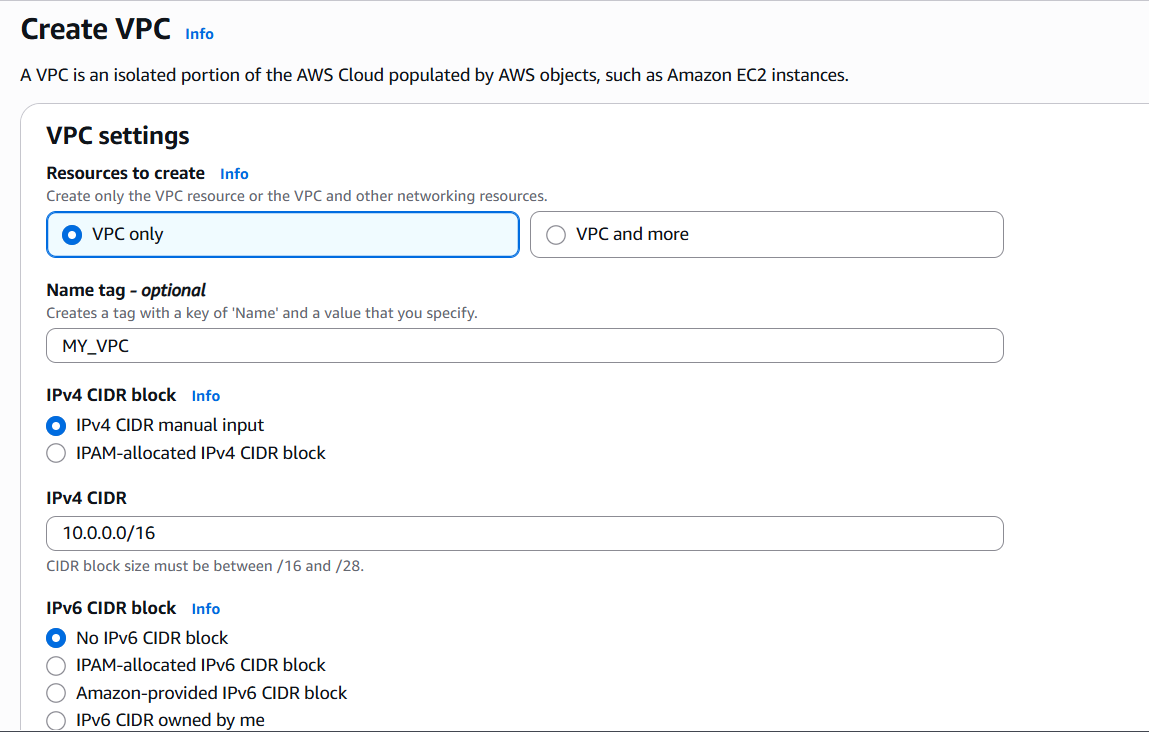 Create VPC Info
A VPC is an isolated portion of the AWS Cloud populated by AWS objects, such as Amazon EC2 instances.
VPC settings
Resources to create Info
Create only the VPC resource or the VPC and other networking resources.
VPC only
VPC and more
Name tag - optional
Creates a tag with a key of 'Name' and a value that you specify.
MY_VPC
IPv4 CIDR block Info
IPv4 CIDR manual input
IPAM-allocated IPv4 CIDR block
IPv4 CIDR
10.0.0.0/16
CIDR block size must be between /16 and /28.
IPv6 CIDR block Info
No IPv6 CIDR block
IPAM-allocated IPv6 CIDR block
Amazon-provided IPv6 CIDR block
IPv6 CIDR owned by me